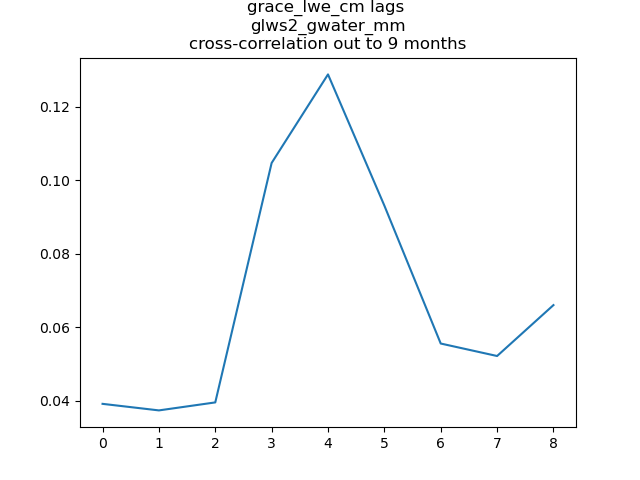 grace_lwe_cm lags
glws2_gwater_mm
cross-correlation out to 9 months
0.12
0.10
0.08
0.06
0.04
0 1 2 3 4 5 6 7 8